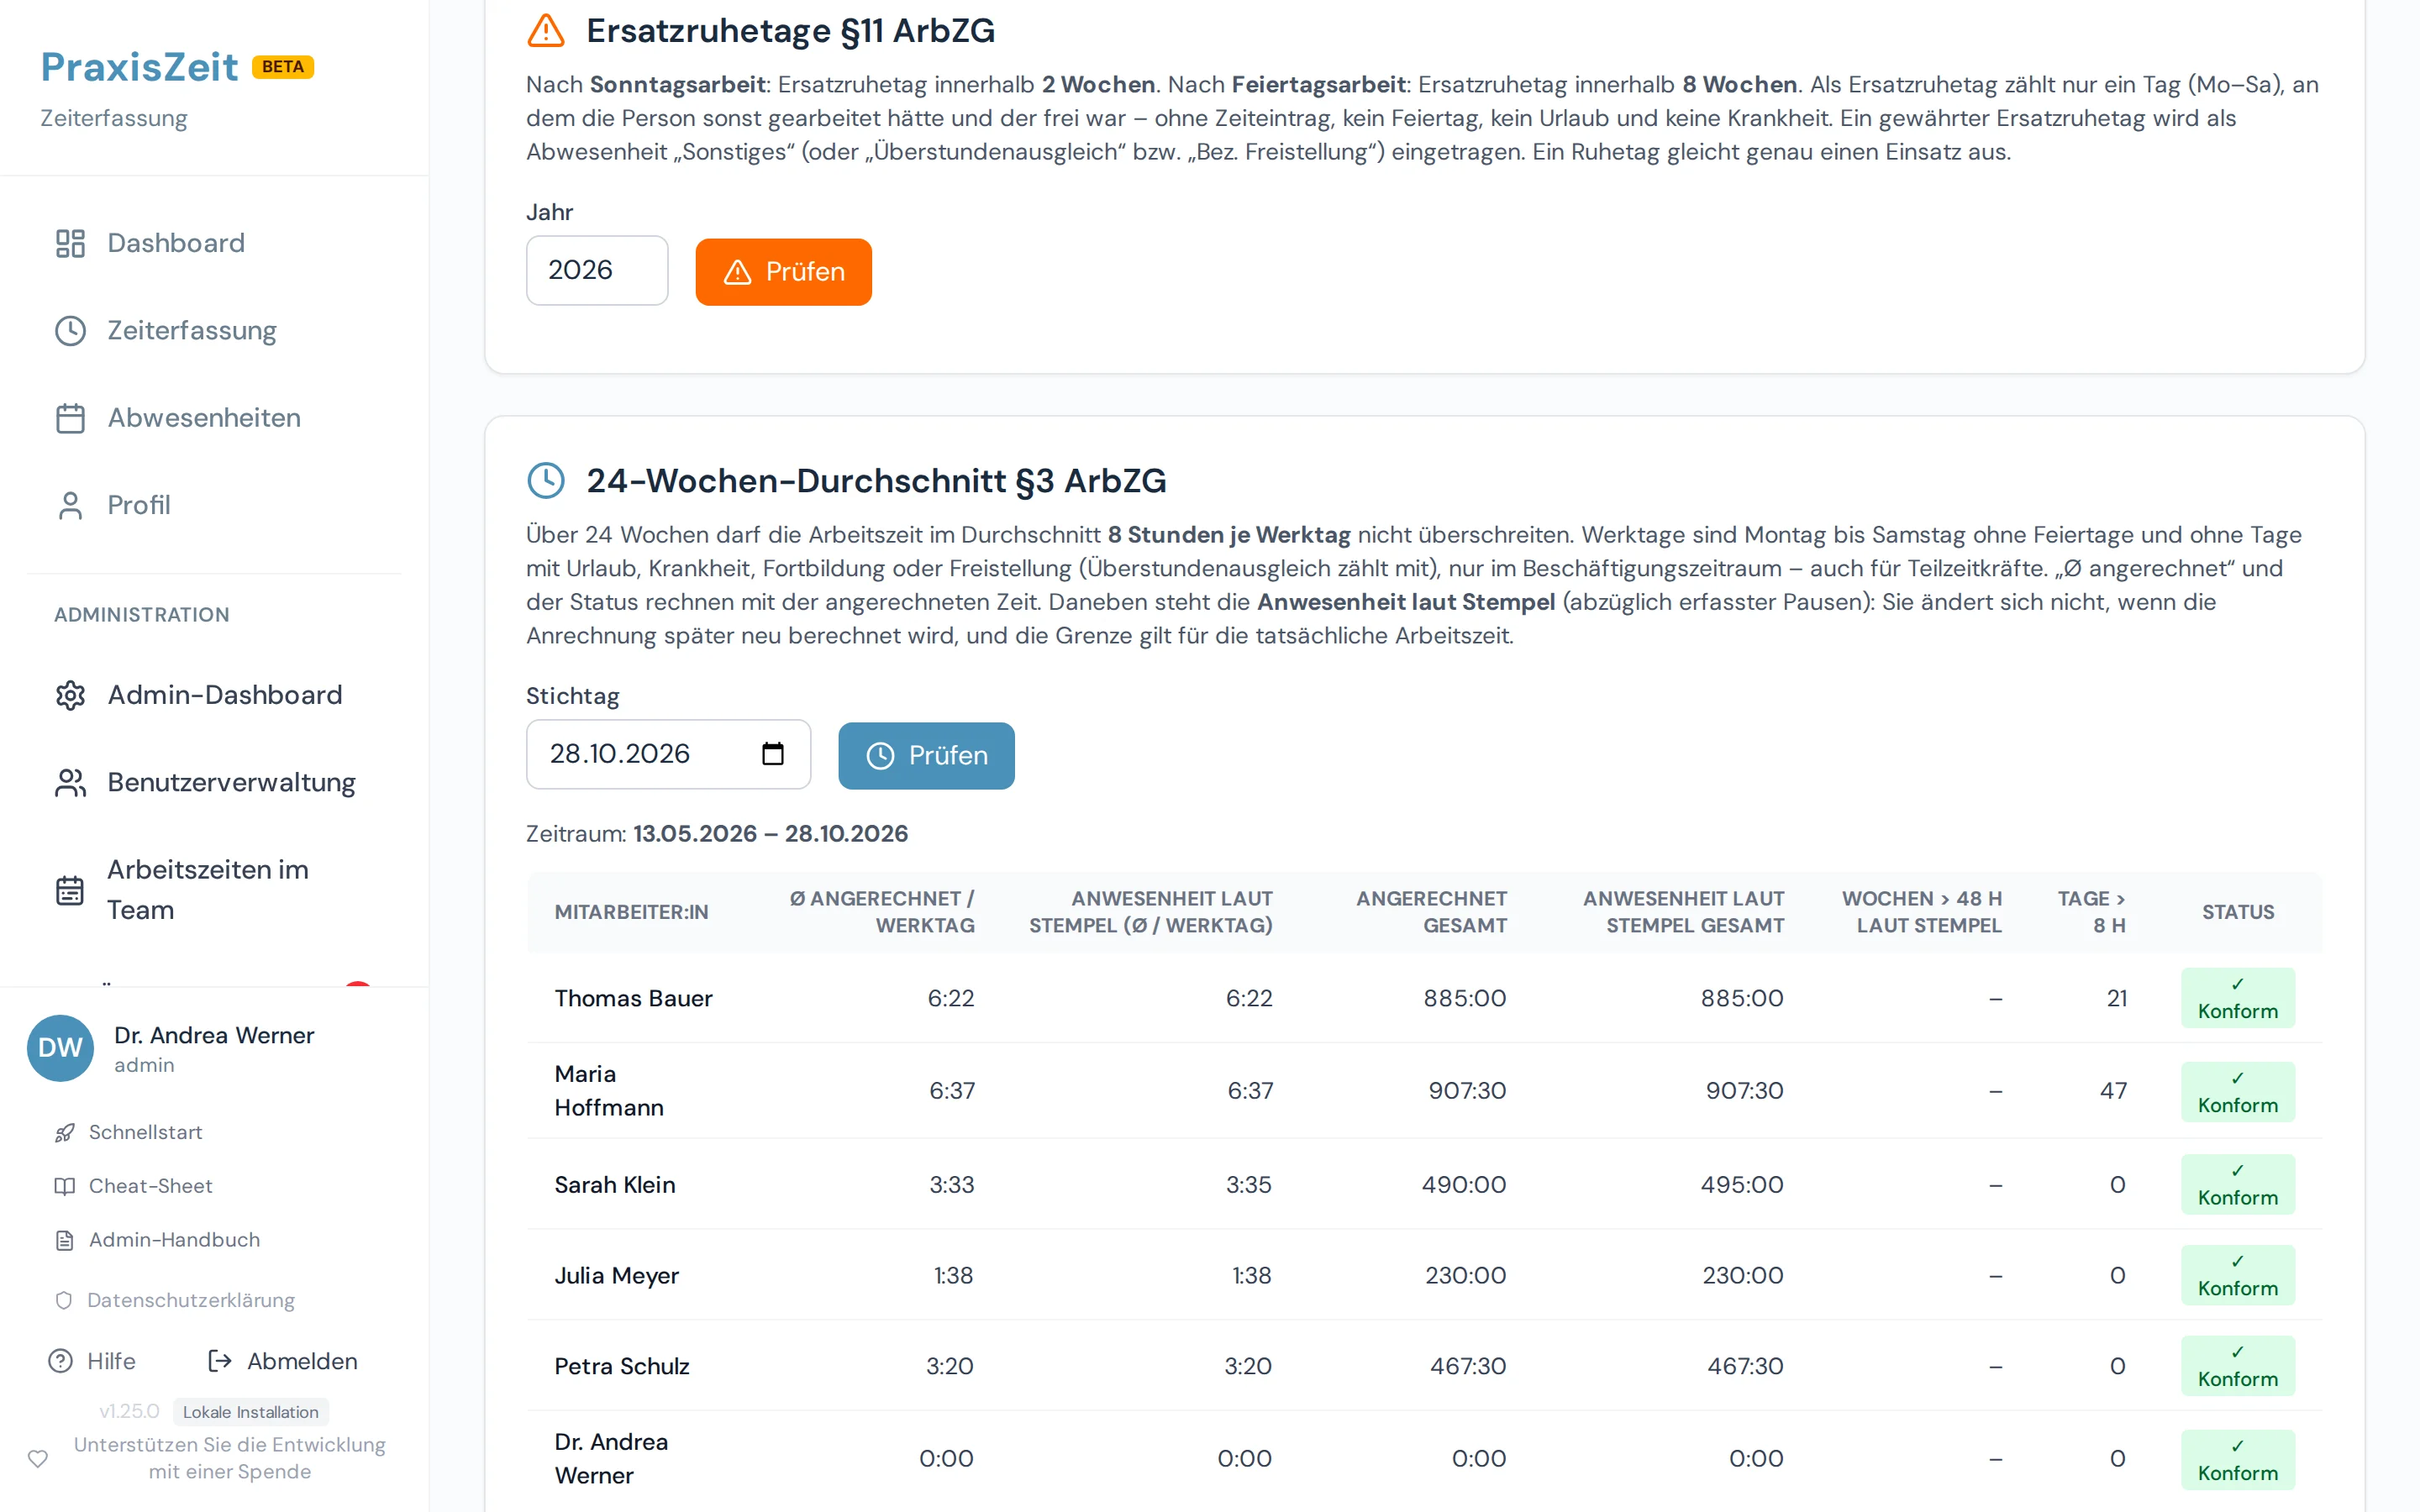 PraxisZeit BETA
Zeiterfassung
Dashboard
Zeiterfassung
Abwesenheiten
Profil
ADMINISTRATION
Admin-Dashboard
Benutzerverwaltung
Arbeitszeiten im
Team
DW
Dr. Andrea Werner
admin
Schnellstart
Cheat-Sheet
Admin-Handbuch
Datenschutzerklärung
Hilfe
Abmelden
v1.25.0 Lokale Installation
Unterstützen Sie die Entwicklung
mit einer Spende
Ersatzruhetage §11 ArbZG
Nach Sonntagsarbeit: Ersatzruhetag innerhalb 2 Wochen. Nach Feiertagsarbeit: Ersatzruhetag innerhalb 8 Wochen. Als Ersatzruhetag zählt nur ein Tag (Mo–Sa), an
dem die Person sonst gearbeitet hätte und der frei war – ohne Zeiteintrag, kein Feiertag, kein Urlaub und keine Krankheit. Ein gewährter Ersatzruhetag wird als
Abwesenheit „Sonstiges“ (oder „Überstundenausgleich“ bzw. „Bez. Freistellung“) eingetragen. Ein Ruhetag gleicht genau einen Einsatz aus.
Jahr
2026
Prüfen
24-Wochen-Durchschnitt §3 ArbZG
Über 24 Wochen darf die Arbeitszeit im Durchschnitt 8 Stunden je Werktag nicht überschreiten. Werktage sind Montag bis Samstag ohne Feiertage und ohne Tage
mit Urlaub, Krankheit, Fortbildung oder Freistellung (Überstundenausgleich zählt mit), nur im Beschäftigungszeitraum – auch für Teilzeitkräfte. „Ø angerechnet“ und
der Status rechnen mit der angerechneten Zeit. Daneben steht die Anwesenheit laut Stempel (abzüglich erfasster Pausen): Sie ändert sich nicht, wenn die
Anrechnung später neu berechnet wird, und die Grenze gilt für die tatsächliche Arbeitszeit.
Stichtag
28.10.2026
Prüfen
Zeitraum: 13.05.2026 – 28.10.2026
MITARBEITER:IN
Ø ANGERECHNET /
WERKTAG
ANWESENHEIT LAUT
STEMPEL (Ø / WERKTAG)
ANGERECHNET
GESAMT
ANWESENHEIT LAUT
STEMPEL GESAMT
WOCHEN > 48 H
LAUT STEMPEL
TAGE >
8 H
STATUS
Thomas Bauer 6:22 6:22 885:00 885:00 – 21 ✓ Konform
Maria Hoffmann 6:37 6:37 907:30 907:30 – 47 ✓ Konform
Sarah Klein 3:33 3:35 490:00 495:00 – 0 ✓ Konform
Julia Meyer 1:38 1:38 230:00 230:00 – 0 ✓ Konform
Petra Schulz 3:20 3:20 467:30 467:30 – 0 ✓ Konform
Dr. Andrea Werner 0:00 0:00 0:00 0:00 – 0 ✓ Konform